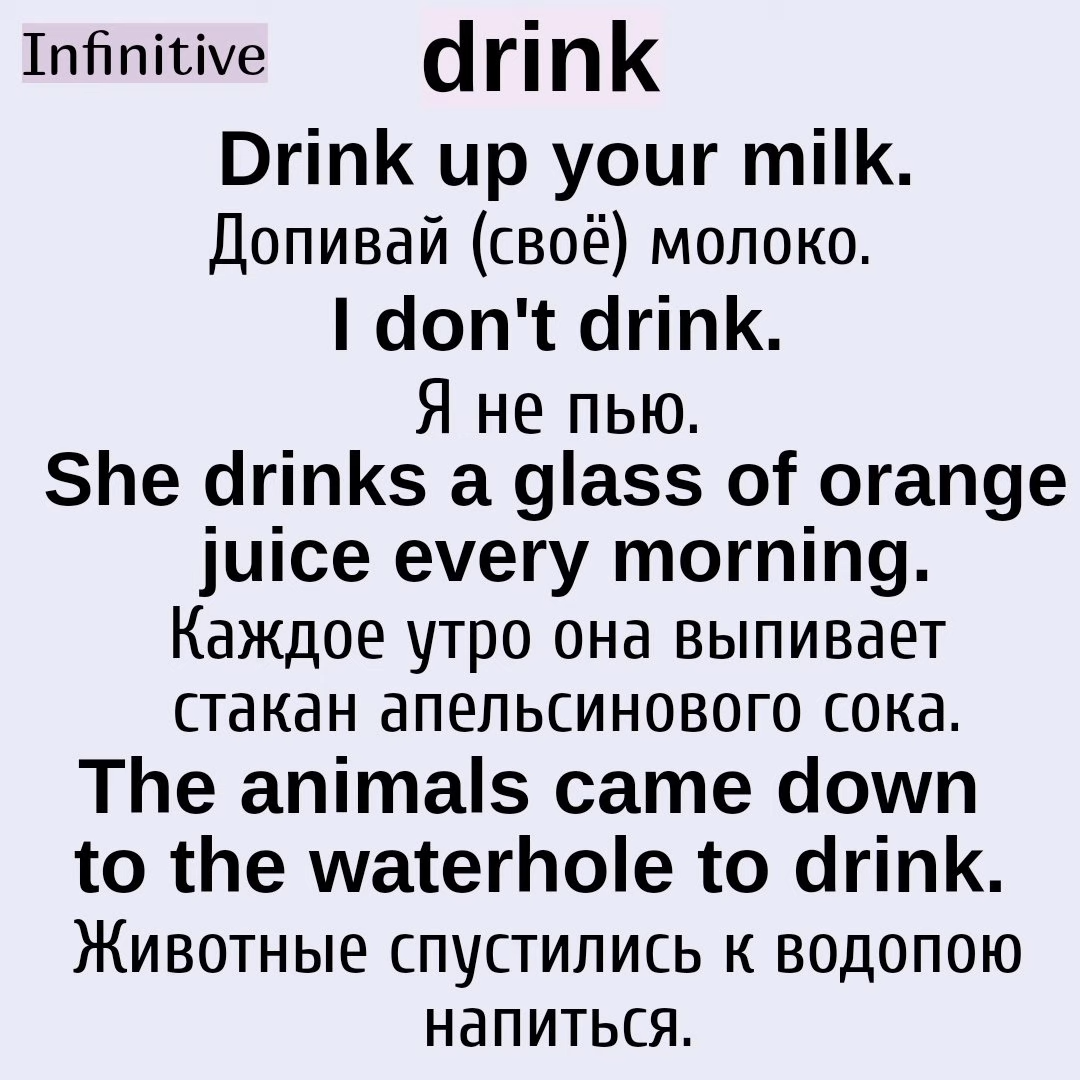 Infinitive
drink
Drink up your milk.
Допивай (своё) молоко.
I don't drink.
Я не пью.
She drinks a glass of orange
juice every morning.
Каждое утро она выпивает
стакан апельсинового сока.
The animals came down
to the waterhole to drink.
Животные спустились к водопою
напиться.